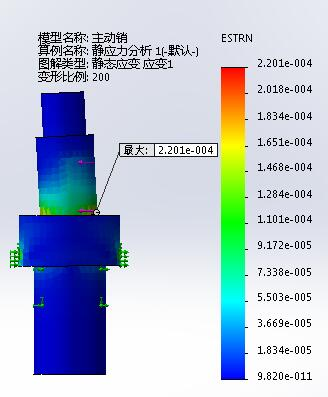 模型名称: 主动销
算例名称: 静应力分析 1(-默认-)
图解类型: 静态应变 应变1
变形比例: 200
ESTRN
2.201e-004
2.018e-004
1.834e-004
1.651e-004
1.468e-004
1.284e-004
1.101e-004
9.172e-005
7.338e-005
5.503e-005
3.669e-005
1.834e-005
9.820e-011
最大: 2.201e-004